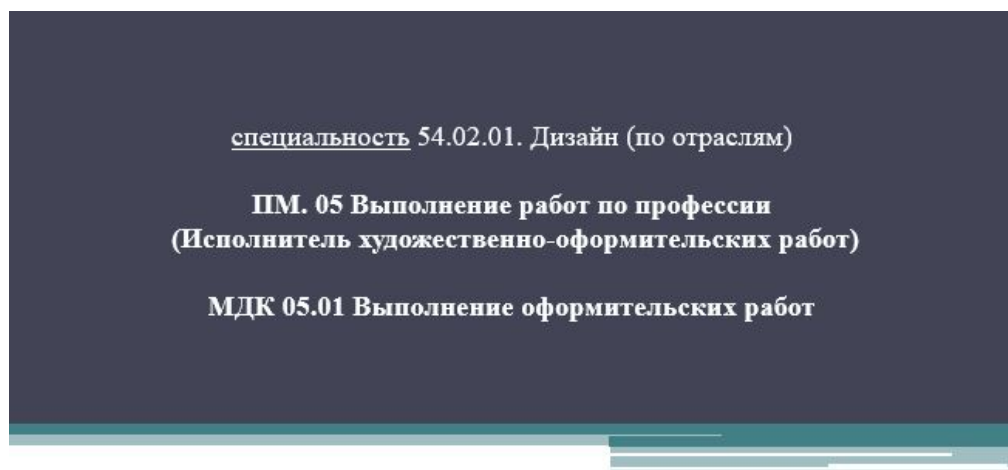 специальность 54.02.01. Дизайн (по отраслям)
ПМ. 05 Выполнение работ по профессии
(Исполнитель художественно-оформительских работ)
МДК 05.01 Выполнение оформительских работ